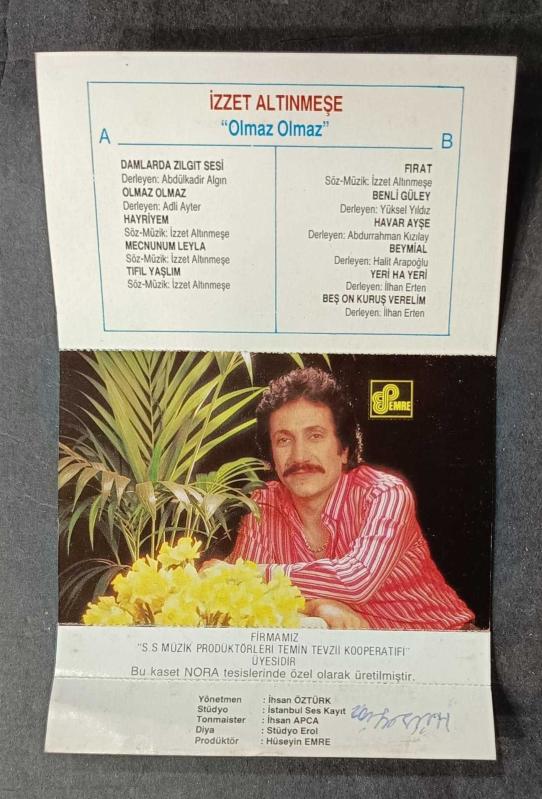 İZZET ALTINMEŞE
"Olmaz Olmaz"
A
DAMLARDA ZILGIT SESİ
Derleyen: Abdülkadir Algın
OLMAZ OLMAZ
Derleyen: Adli Ayter
HAYRİYEM
Söz-Müzik: İzzet Altınmeşe
MECNUNUM LEYLA
Söz-Müzik: İzzet Altınmeşe
TIFIL YAŞLIM
Söz-Müzik: İzzet Altınmeşe
B
FIRAT
Söz-Müzik: İzzet Altınmeşe
BENLİ GÜLEY
Derleyen: Yüksel Yıldız
HAVAR AYŞE
Derleyen: Abdurrahman Kızılay
BEYMİAL
Derleyen: Halit Arapoğlu
YERİ HA YERİ
Derleyen: İlhan Erten
BEŞ ON KURUŞ VERELİM
Derleyen: İlhan Erten
EMRE
FİRMAMIZ
"S.S MÜZİK PRODÜKTÖRLERİ TEMİN TEVZİİ KOOPERATİFİ"
ÜYESİDİR
Bu kaset NORA tesislerinde özel olarak üretilmiştir.
Yönetmen : İhsan ÖZTÜRK
Stüdyo : İstanbul Ses Kayıt
Tonmaister : İhsan APCA
Diya : Stüdyo Erol
Prodüktör : Hüseyin EMRE